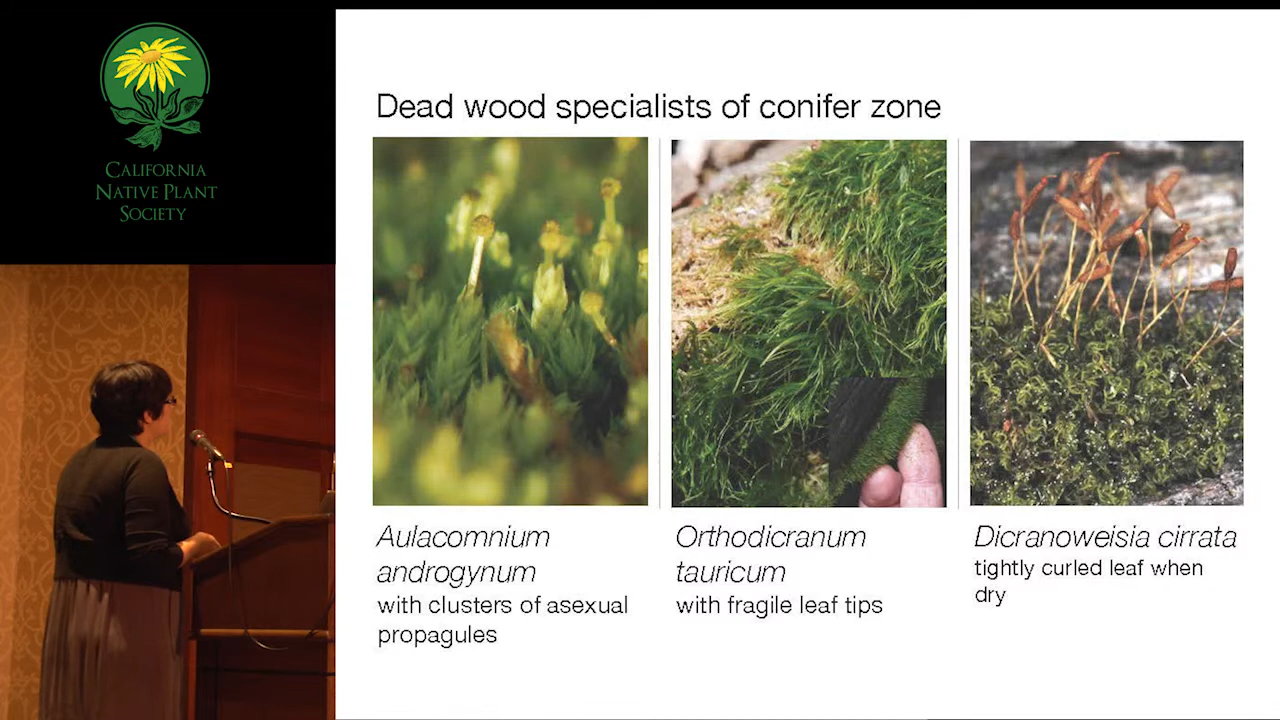 CALIFORNIA
NATIVE PLANT
SOCIETY
Dead wood specialists of conifer zone
Aulacomnium
androgynum
with clusters of asexual
propagules
Orthodicranum
tauricum
with fragile leaf tips
Dicranoweisia cirrata
tightly curled leaf when
dry